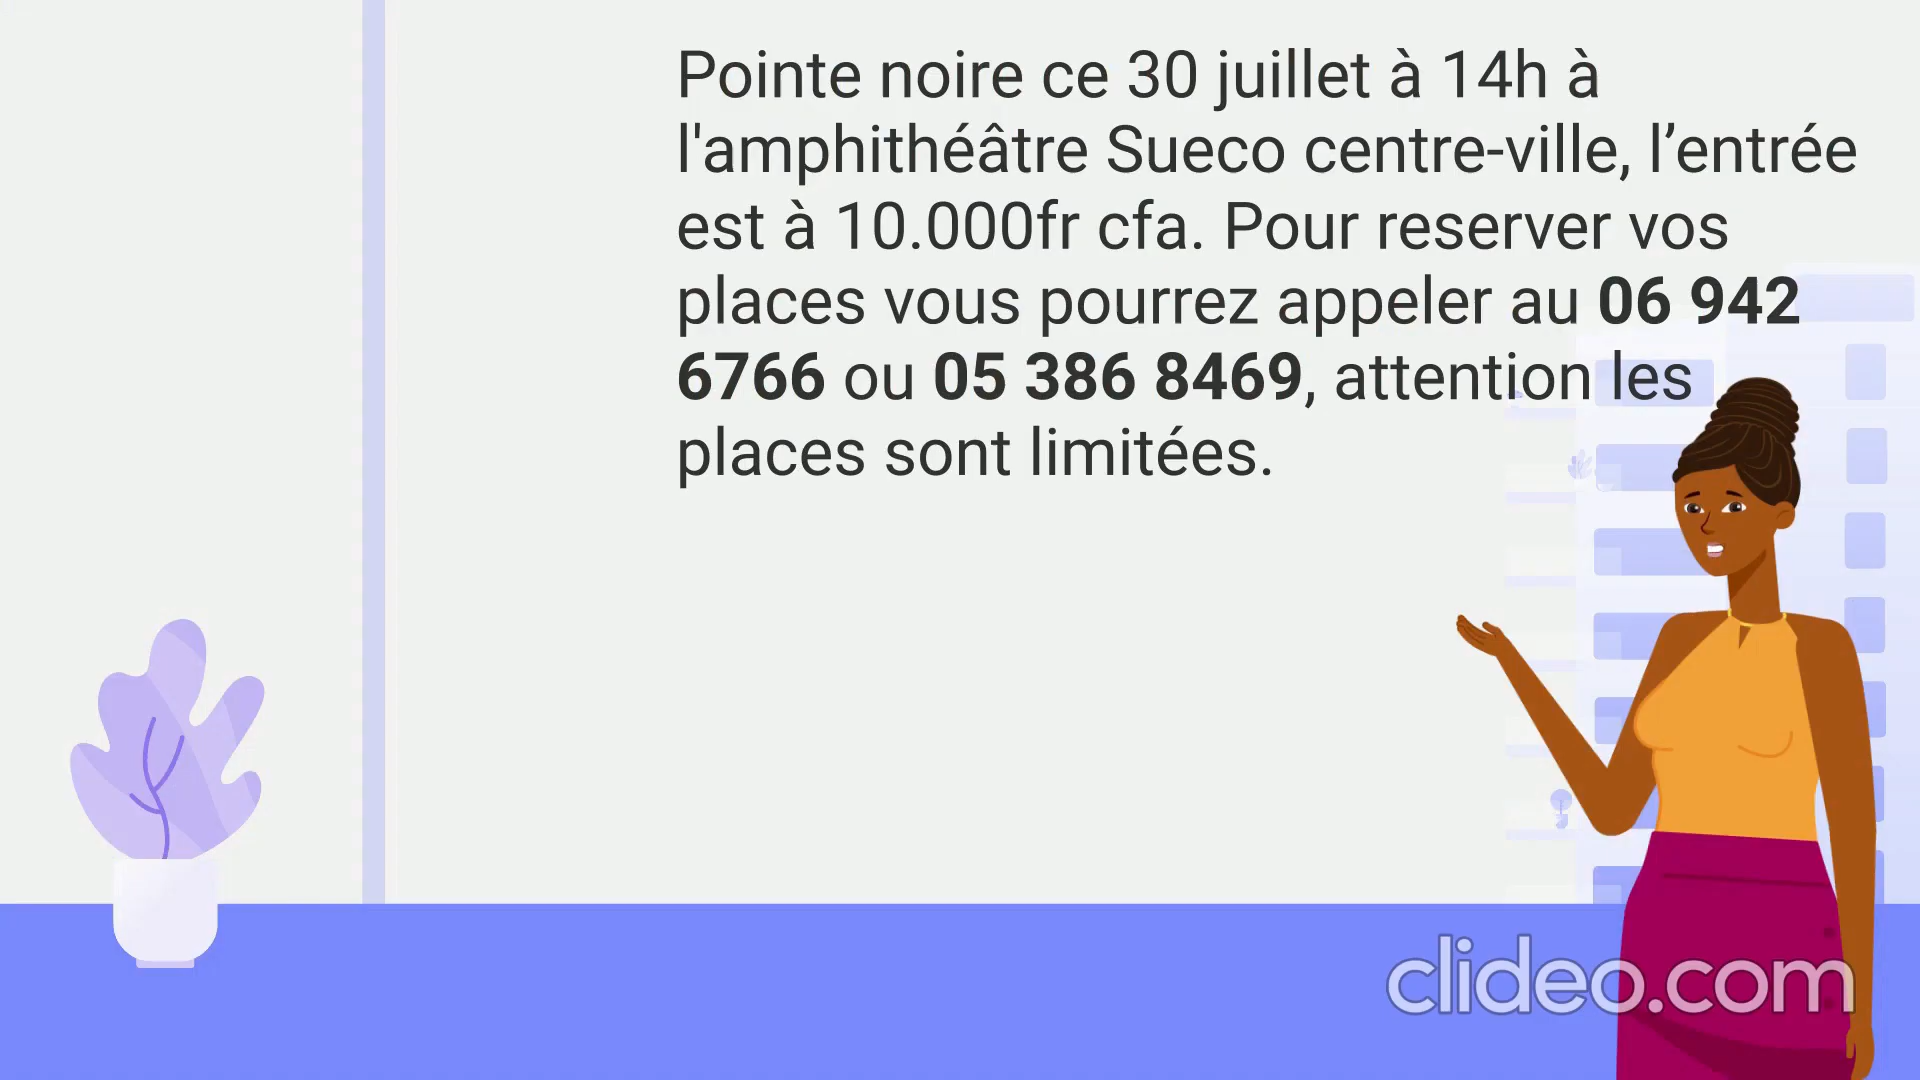 Pointe noire ce 30 juillet à 14h à
l'amphithéâtre Sueco centre-ville, l’entrée
est à 10.000fr cfa. Pour reserver vos
places vous pourrez appeler au 06 942
6766 ou 05 386 8469, attention les
places sont limitées.
clideo.com